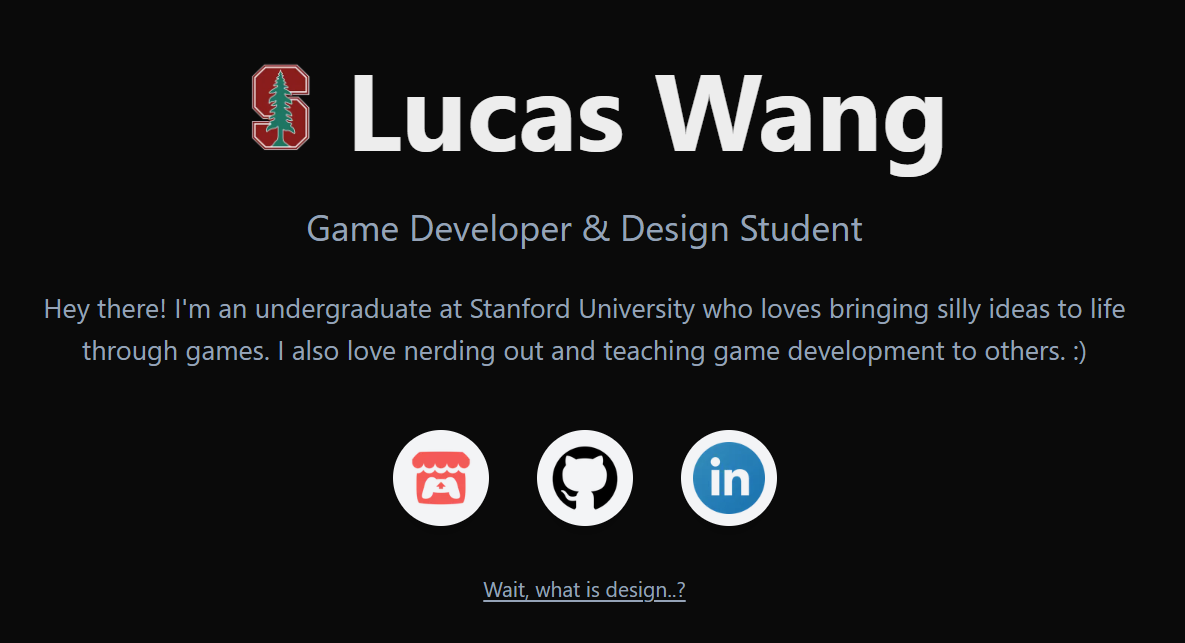 Lucas Wang
Game Developer & Design Student
Hey there! I'm an undergraduate at Stanford University who loves bringing silly ideas to life
through games. I also love nerding out and teaching game development to others. :)
in
Wait, what is design..?